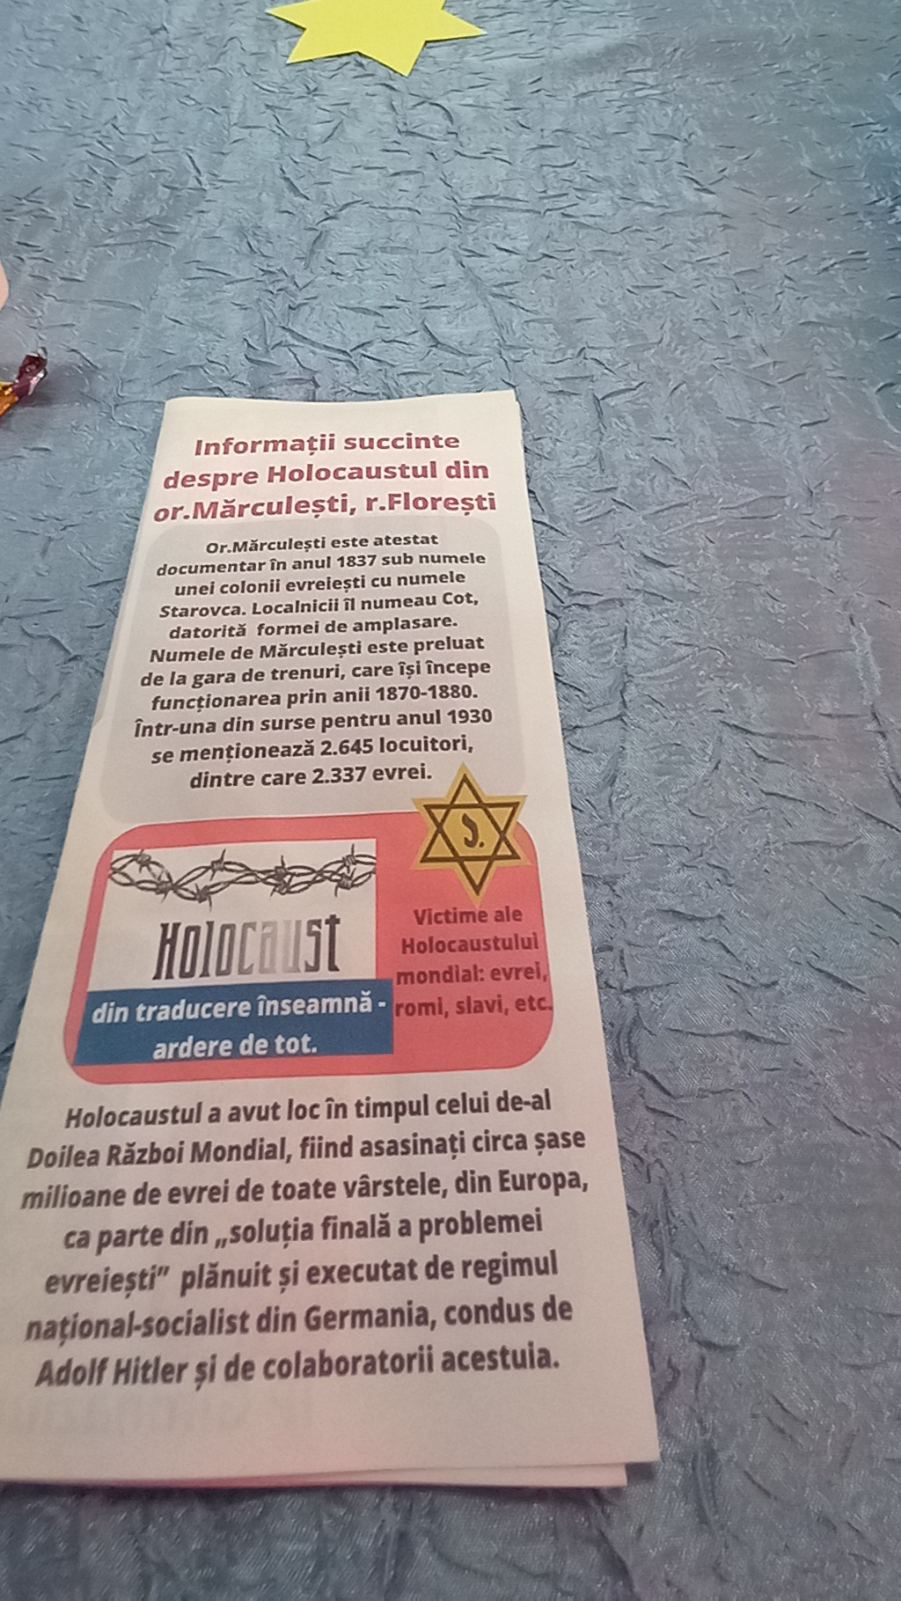 Informații succinte
despre Holocaustul din
or.Mărculești, r.Florești
Or.Mărculești este atestat
documentar în anul 1837 sub numele
unei colonii evreiești cu numele
Starovca. Localnicii îl numeau Cot,
datorită formei de amplasare.
Numele de Mărculești este preluat
de la gara de trenuri, care își începe
funcționarea prin anii 1870-1880.
Într-una din surse pentru anul 1930
se menționează 2.645 locuitori,
dintre care 2.337 evrei.
J.
Holocaust
din traducere înseamnă -
ardere de tot.
Victime ale
Holocaustului
mondial: evrei,
romi, slavi, etc.
Holocaustul a avut loc în timpul celui de-al
Doilea Război Mondial, fiind asasinați circa șase
milioane de evrei de toate vârstele, din Europa,
ca parte din „soluția finală a problemei
evreiești” plănuit și executat de regimul
național-socialist din Germania, condus de
Adolf Hitler și de colaboratorii acestuia.